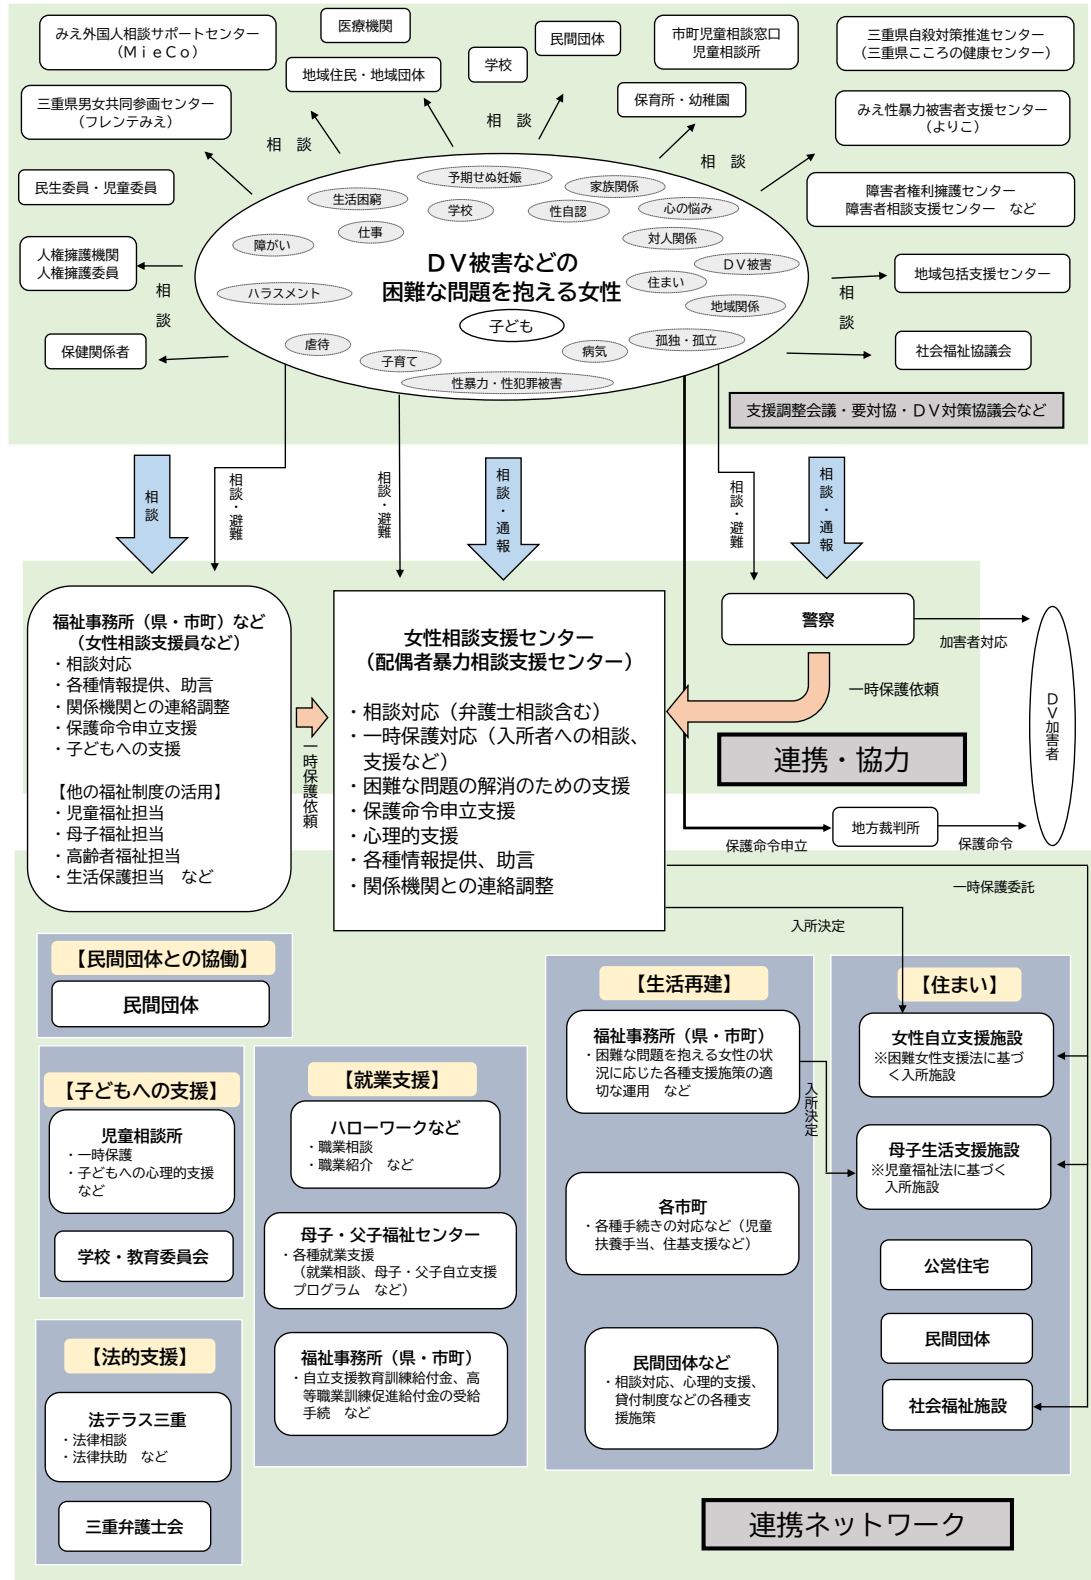 みえ外国人相談サポートセンター
（ＭｉｅＣｏ）
医療機関
民間団体
市町児童相談窓口
児童相談所
三重県自殺対策推進センター
（三重県こころの健康センター）
地域住民・地域団体
学校
三重県男女共同参画センター
（フレンテみえ）
保育所・幼稚園
みえ性暴力被害者支援センター
（よりこ）
相　談
相　談
相　談
民生委員・児童委員
障害者権利擁護センター
障害者相談支援センター　など
人権擁護機関
人権擁護委員
地域包括支援センター
相
談
相
談
保健関係者
社会福祉協議会
予期せぬ妊娠
家族関係
生活困窮
学校
性自認
心の悩み
仕事
対人関係
障がい
ＤＶ被害などの
困難な問題を抱える女性
ＤＶ被害
住まい
ハラスメント
地域関係
子ども
虐待
子育て
病気
孤独・孤立
性暴力・性犯罪被害
支援調整会議・要対協・ＤＶ対策協議会など
相談
相談・避難
相談・避難
相談・通報
相談・避難
相談・通報
福祉事務所（県・市町）など
（女性相談支援員など）
・相談対応
・各種情報提供、助言
・関係機関との連絡調整
・保護命令申立支援
・子どもへの支援
【他の福祉制度の活用】
・児童福祉担当
・母子福祉担当
・高齢者福祉担当
・生活保護担当　など
一時保護依頼
女性相談支援センター
（配偶者暴力相談支援センター）
・相談対応（弁護士相談含む）
・一時保護対応（入所者への相談、
支援など）
・困難な問題の解消のための支援
・保護命令申立支援
・心理的支援
・各種情報提供、助言
・関係機関との連絡調整
警察
加害者対応
一時保護依頼
ＤＶ加害者
連携・協力
地方裁判所
保護命令申立
保護命令
一時保護委託
入所決定
【民間団体との協働】
民間団体
【子どもへの支援】
児童相談所
・一時保護
・子どもへの心理的支援
など
学校・教育委員会
【法的支援】
法テラス三重
・法律相談
・法律扶助　など
三重弁護士会
【就業支援】
ハローワークなど
・職業相談
・職業紹介　など
母子・父子福祉センター
・各種就業支援
（就業相談、母子・父子自立支援
プログラム　など）
福祉事務所（県・市町）
・自立支援教育訓練給付金、高
等職業訓練促進給付金の受給
手続　など
【生活再建】
福祉事務所（県・市町）
・困難な問題を抱える女性の状
況に応じた各種支援施策の適
切な運用　など
入所決定
各市町
・各種手続きの対応など（児童
扶養手当、住基支援など）
民間団体など
・相談対応、心理的支援、
貸付制度などの各種支
援施策
【住まい】
女性自立支援施設
※困難女性支援法に基づ
く入所施設
母子生活支援施設
※児童福祉法に基づく
入所施設
公営住宅
民間団体
社会福祉施設
連携ネットワーク